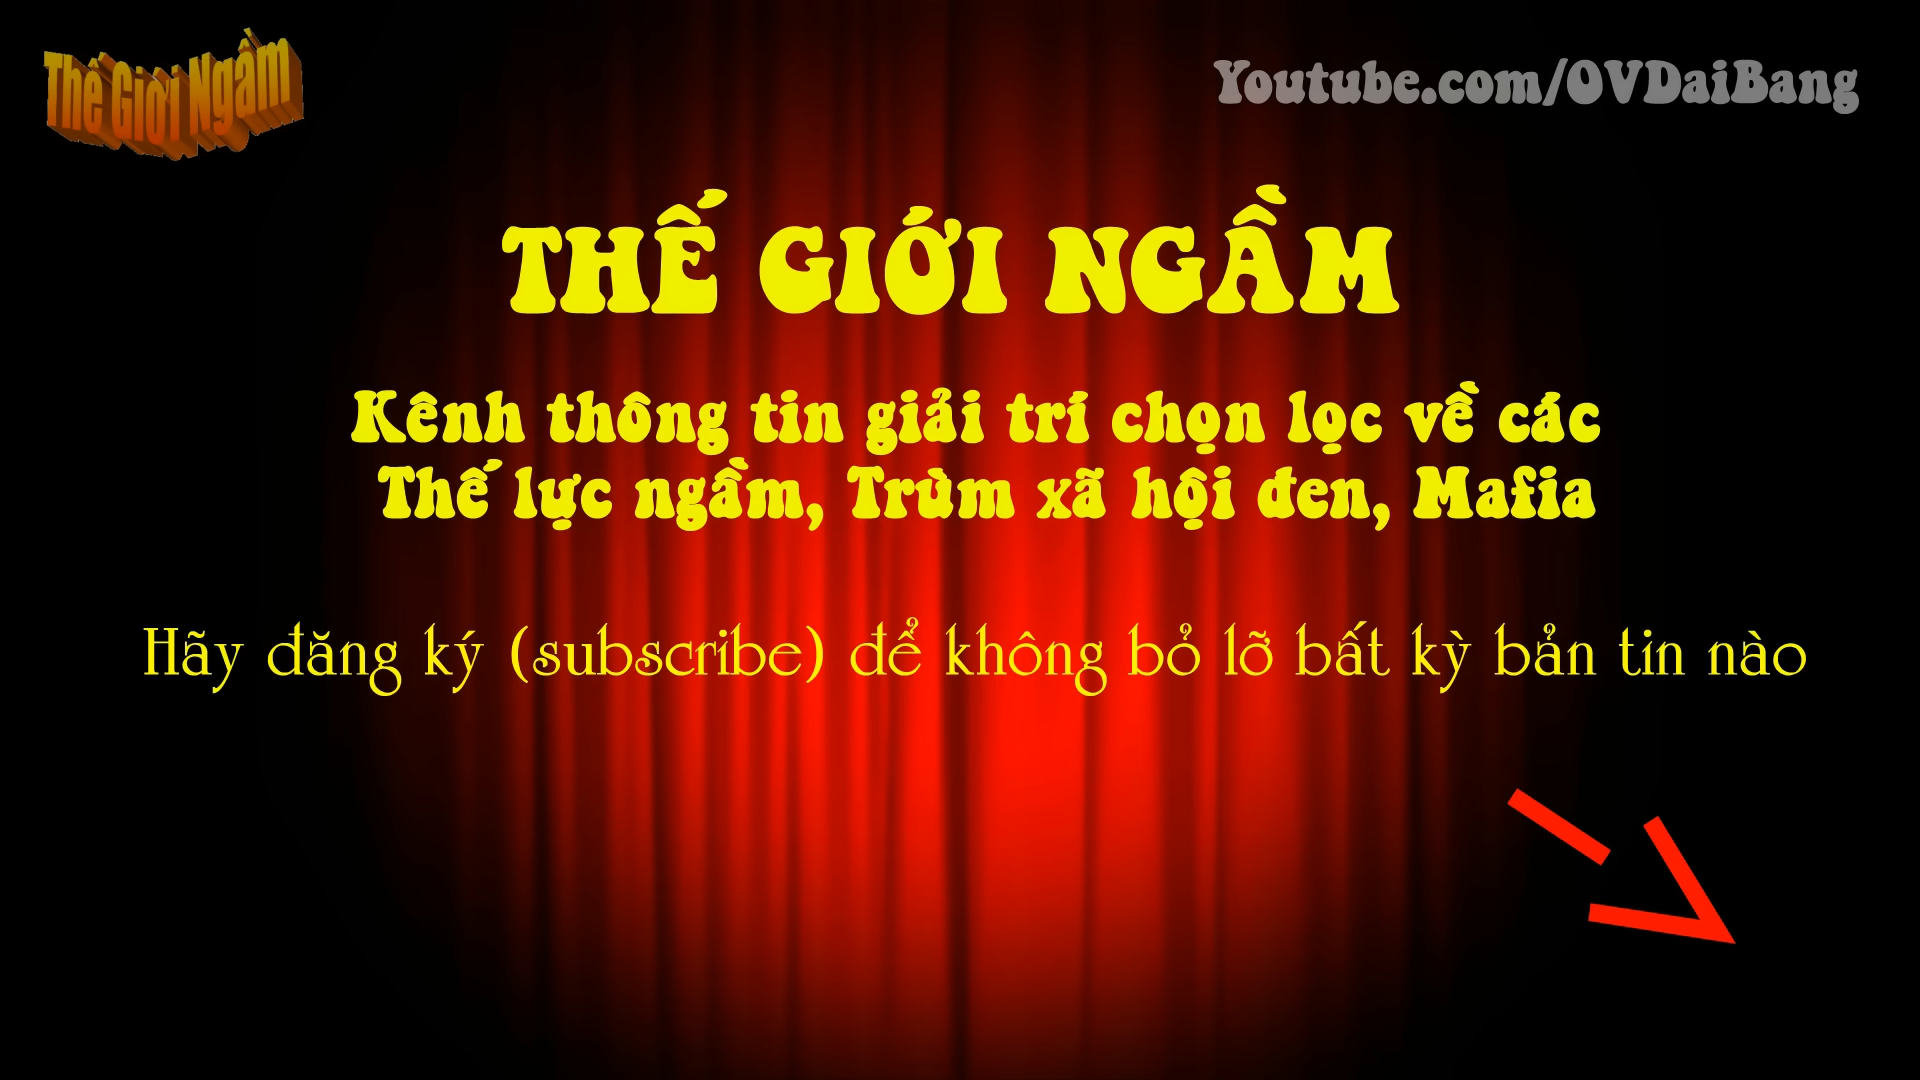 Thế Giới Ngầm
Youtube.com/OVDaiBang
THẾ GIỚI NGẦM
Kênh thông tin giải trí chọn lọc về các
Thế lực ngầm, Trùm xã hội đen, Mafia
Hãy đăng ký (subscribe) để không bỏ lỡ bất kỳ bản tin nào